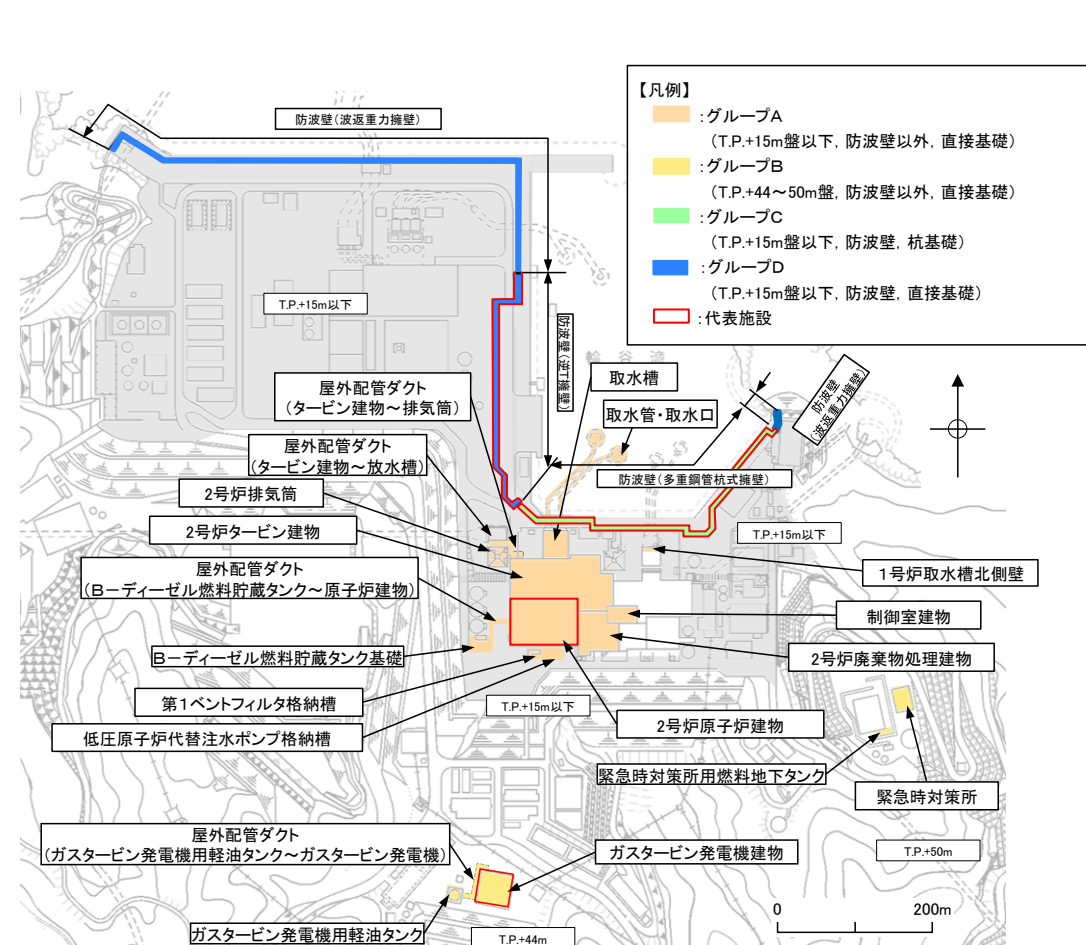 【凡例】
:グループA
(T.P.+15m盤以下, 防波壁以外, 直接基礎)
:グループB
(T.P.+44～50m盤, 防波壁以外, 直接基礎)
:グループC
(T.P.+15m盤以下, 防波壁, 杭基礎)
:グループD
(T.P.+15m盤以下, 防波壁, 直接基礎)
:代表施設
防波壁(波返重力擁壁)
T.P.+15m以下
防波壁(逆T擁壁)
輪谷湾
取水槽
取水管・取水口
防波壁
(波返重力擁壁)
屋外配管ダクト
(タービン建物～排気筒)
屋外配管ダクト
(タービン建物～放水槽)
防波壁(多重鋼管杭式擁壁)
2号炉排気筒
2号炉タービン建物
T.P.+15m以下
屋外配管ダクト
(B－ディーゼル燃料貯蔵タンク～原子炉建物)
1号炉取水槽北側壁
制御室建物
B－ディーゼル燃料貯蔵タンク基礎
2号炉廃棄物処理建物
第1ベントフィルタ格納槽
T.P.+15m以下
2号炉原子炉建物
低圧原子炉代替注水ポンプ格納槽
緊急時対策所用燃料地下タンク
緊急時対策所
屋外配管ダクト
(ガスタービン発電機用軽油タンク～ガスタービン発電機)
ガスタービン発電機建物
T.P.+50m
0
200m
ガスタービン発電機用軽油タンク
T.P.+44m